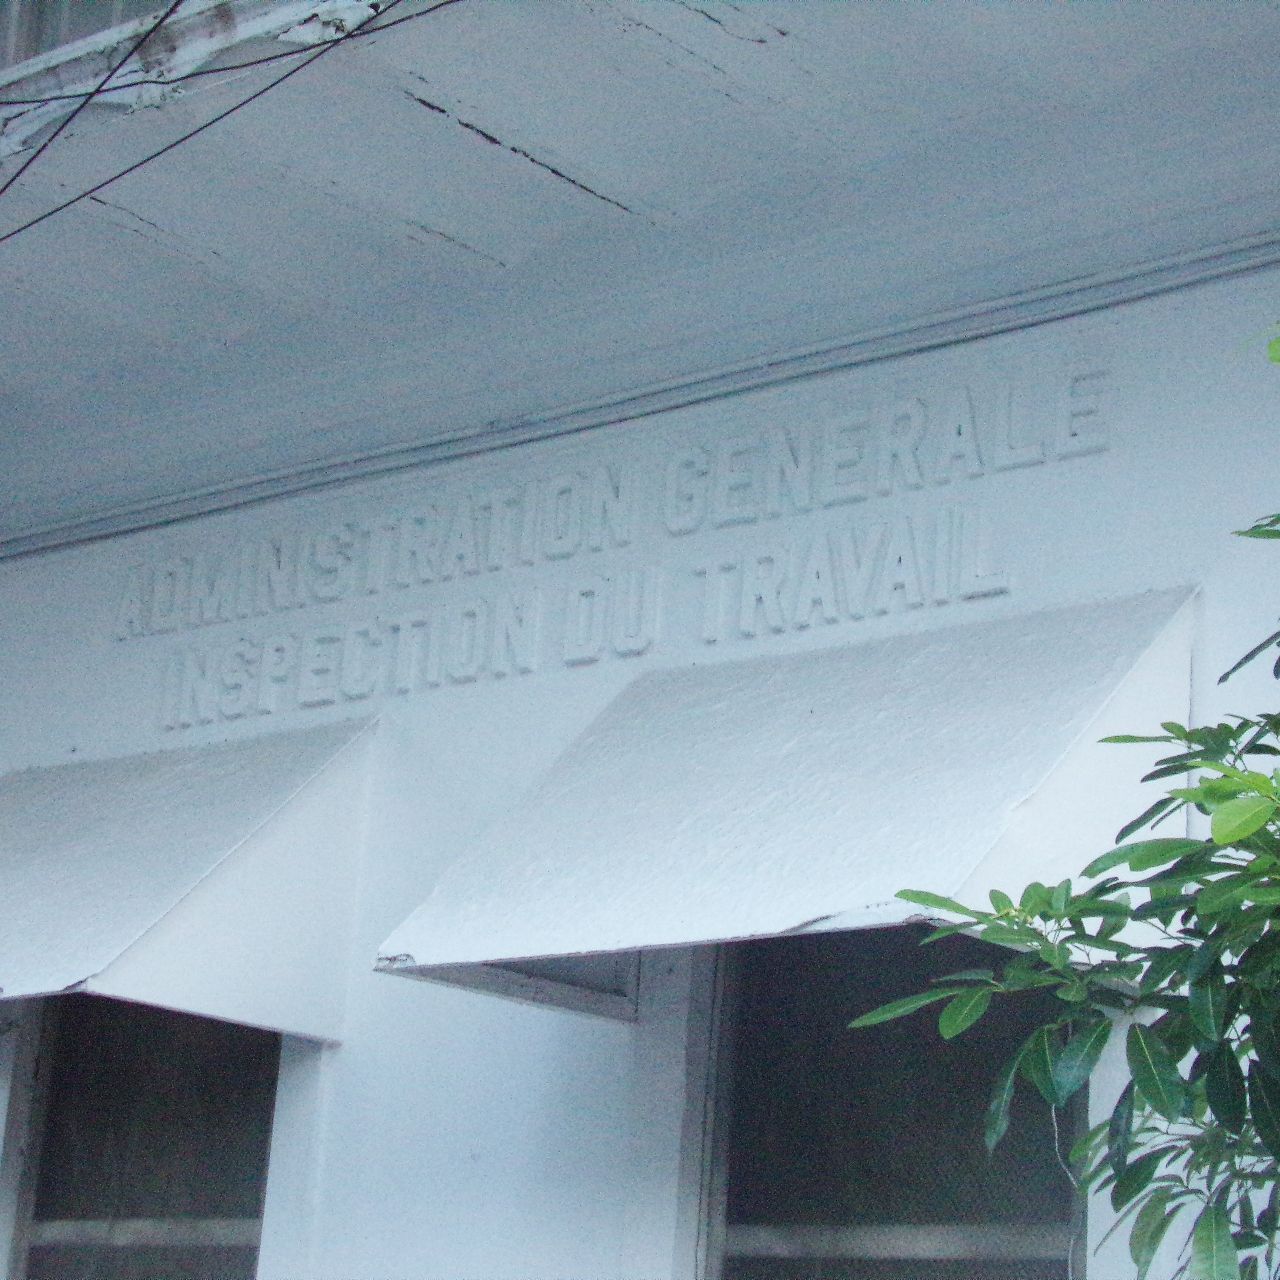 ADMINISTRATION GENERALE
INSPECTION DU TRAVAIL